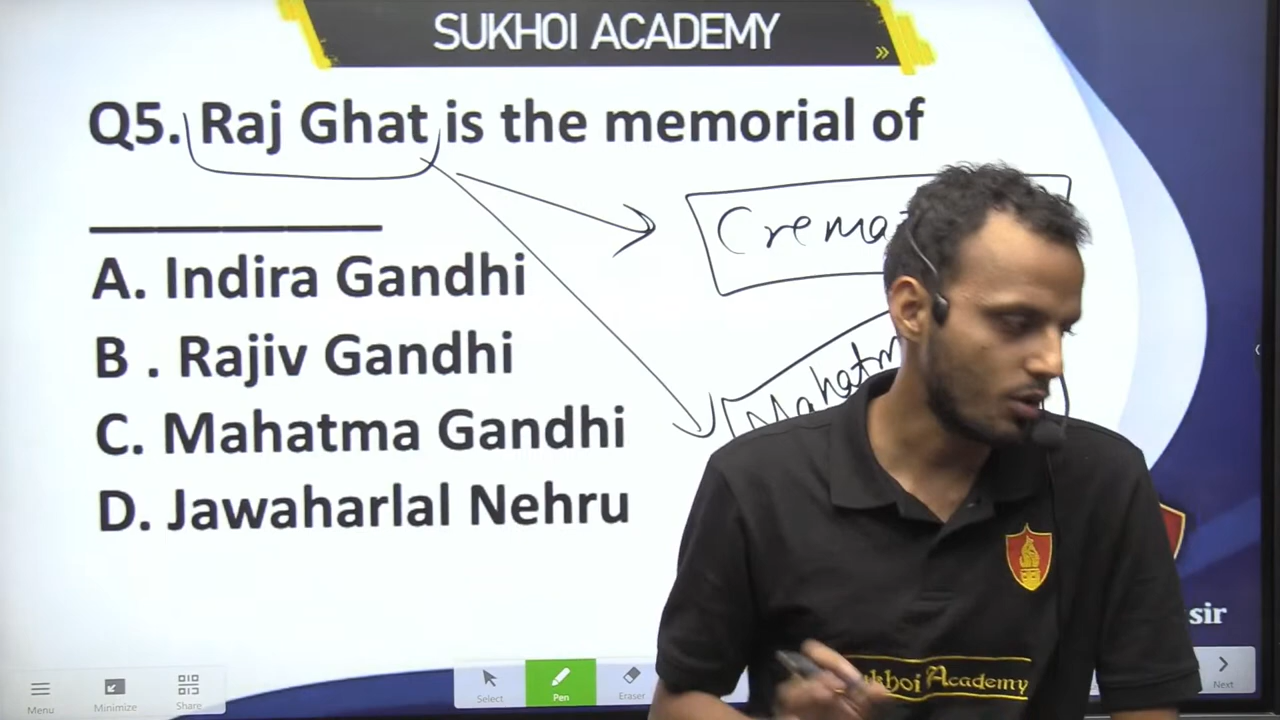 SUKHOI ACADEMY
Q5. Raj Ghat is the memorial of
A. Indira Gandhi
B . Rajiv Gandhi
C. Mahatma Gandhi
D. Jawaharlal Nehru
sir
Academy
Menu
Minimize
Share
Select
Pen
Eraser
Next